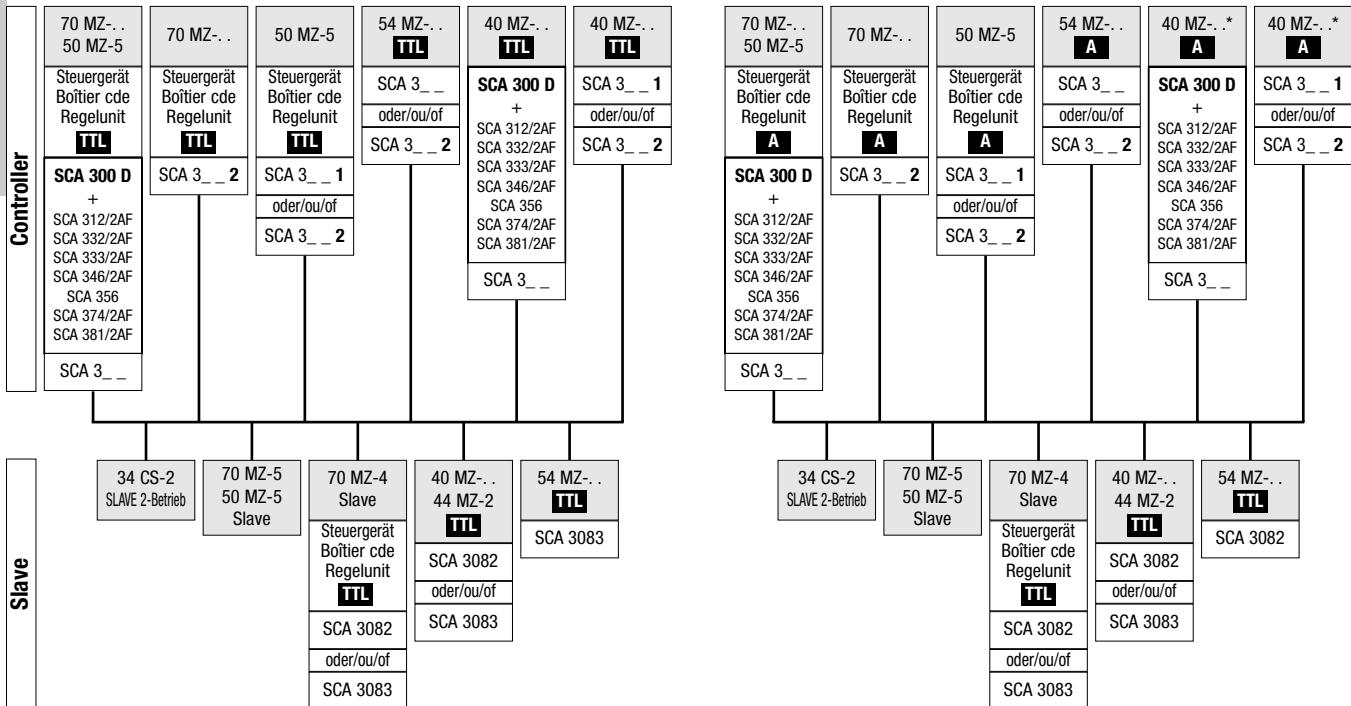 Controller
70 MZ-. .
50 MZ-5
Steuergerät
Boîtier cde
Regelunit
TTL
SCA 300 D
+
SCA 312/2AF
SCA 332/2AF
SCA 333/2AF
SCA 346/2AF
SCA 356
SCA 374/2AF
SCA 381/2AF
SCA 3_ _
70 MZ-. .
Steuergerät
Boîtier cde
Regelunit
TTL
SCA 3_ _ 2
50 MZ-5
Steuergerät
Boîtier cde
Regelunit
TTL
SCA 3_ _ 1
oder/ou/of
SCA 3_ _ 2
54 MZ-. .
TTL
SCA 3_ _
oder/ou/of
SCA 3_ _ 2
40 MZ-. .
TTL
SCA 300 D
+
SCA 312/2AF
SCA 332/2AF
SCA 333/2AF
SCA 346/2AF
SCA 356
SCA 374/2AF
SCA 381/2AF
SCA 3_ _
40 MZ-. .
TTL
SCA 3_ _ 1
oder/ou/of
SCA 3_ _ 2
70 MZ-. .
50 MZ-5
Steuergerät
Boîtier cde
Regelunit
A
SCA 300 D
+
SCA 312/2AF
SCA 332/2AF
SCA 333/2AF
SCA 346/2AF
SCA 356
SCA 374/2AF
SCA 381/2AF
SCA 3_ _
70 MZ-. .
Steuergerät
Boîtier cde
Regelunit
A
SCA 3_ _ 2
50 MZ-5
Steuergerät
Boîtier cde
Regelunit
A
SCA 3_ _ 1
oder/ou/of
SCA 3_ _ 2
54 MZ-. .
A
SCA 3_ _
oder/ou/of
SCA 3_ _ 2
40 MZ-. .*
A
SCA 300 D
+
SCA 312/2AF
SCA 332/2AF
SCA 333/2AF
SCA 346/2AF
SCA 356
SCA 374/2AF
SCA 381/2AF
SCA 3_ _
40 MZ-. .*
A
SCA 3_ _ 1
oder/ou/of
SCA 3_ _ 2
Slave
34 CS-2
SLAVE 2-Betrieb
70 MZ-5
50 MZ-5
Slave
70 MZ-4
Slave
Steuergerät
Boîtier cde
Regelunit
TTL
SCA 3082
oder/ou/of
SCA 3083
40 MZ-. .
44 MZ-2
TTL
SCA 3082
oder/ou/of
SCA 3083
54 MZ-. .
TTL
SCA 3083
34 CS-2
SLAVE 2-Betrieb
70 MZ-5
50 MZ-5
Slave
70 MZ-4
Slave
Steuergerät
Boîtier cde
Regelunit
TTL
SCA 3082
oder/ou/of
SCA 3083
40 MZ-. .
44 MZ-2
TTL
SCA 3082
oder/ou/of
SCA 3083
54 MZ-. .
TTL
SCA 3082